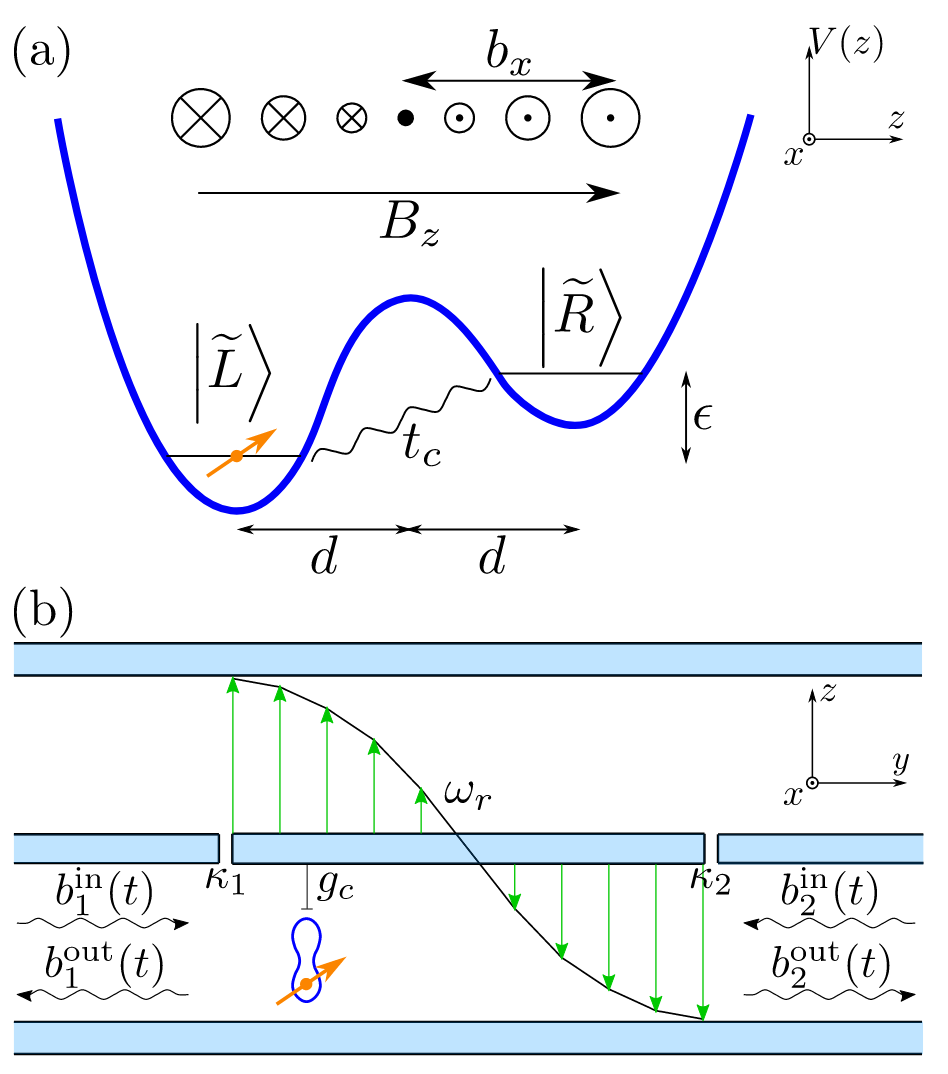 (a)
b_x
V(z)
z
x
B_z
|L̃⟩
|R̃⟩
ϵ
t_c
d d
(b)
z
ω_r
y
x
κ_1 g_c κ_2
b_1^in(t) b_2^in(t)
b_1^out(t) b_2^out(t)